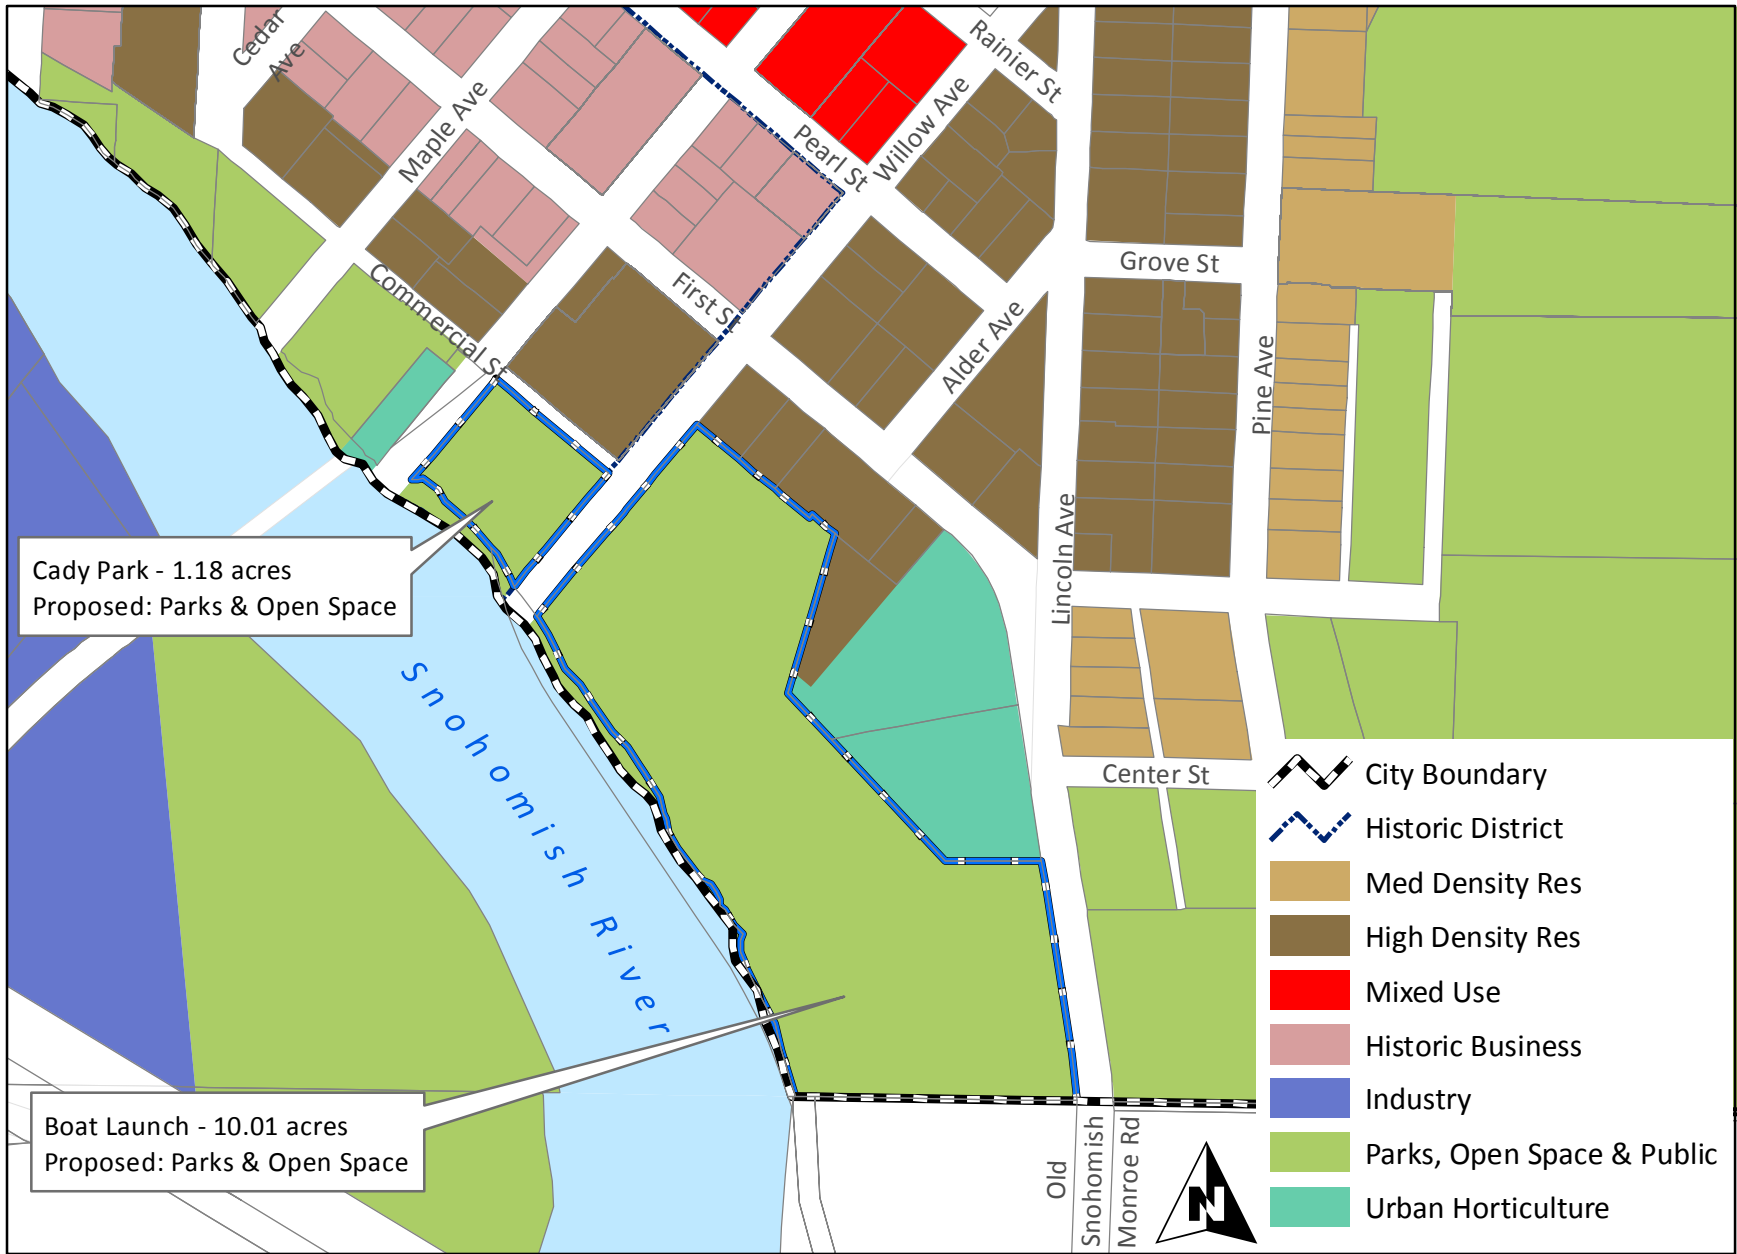 Cedar
Ave
Maple Ave
Rainier St
Willow Ave
Pearl St
Grove St
First St
Commercial St
Alder Ave
Pine Ave
Lincoln Ave
Cady Park - 1.18 acres
Proposed: Parks & Open Space
Snohomish River
Center St
Boat Launch - 10.01 acres
Proposed: Parks & Open Space
Old
Snohomish
Monroe Rd
N
City Boundary
Historic District
Med Density Res
High Density Res
Mixed Use
Historic Business
Industry
Parks, Open Space & Public
Urban Horticulture